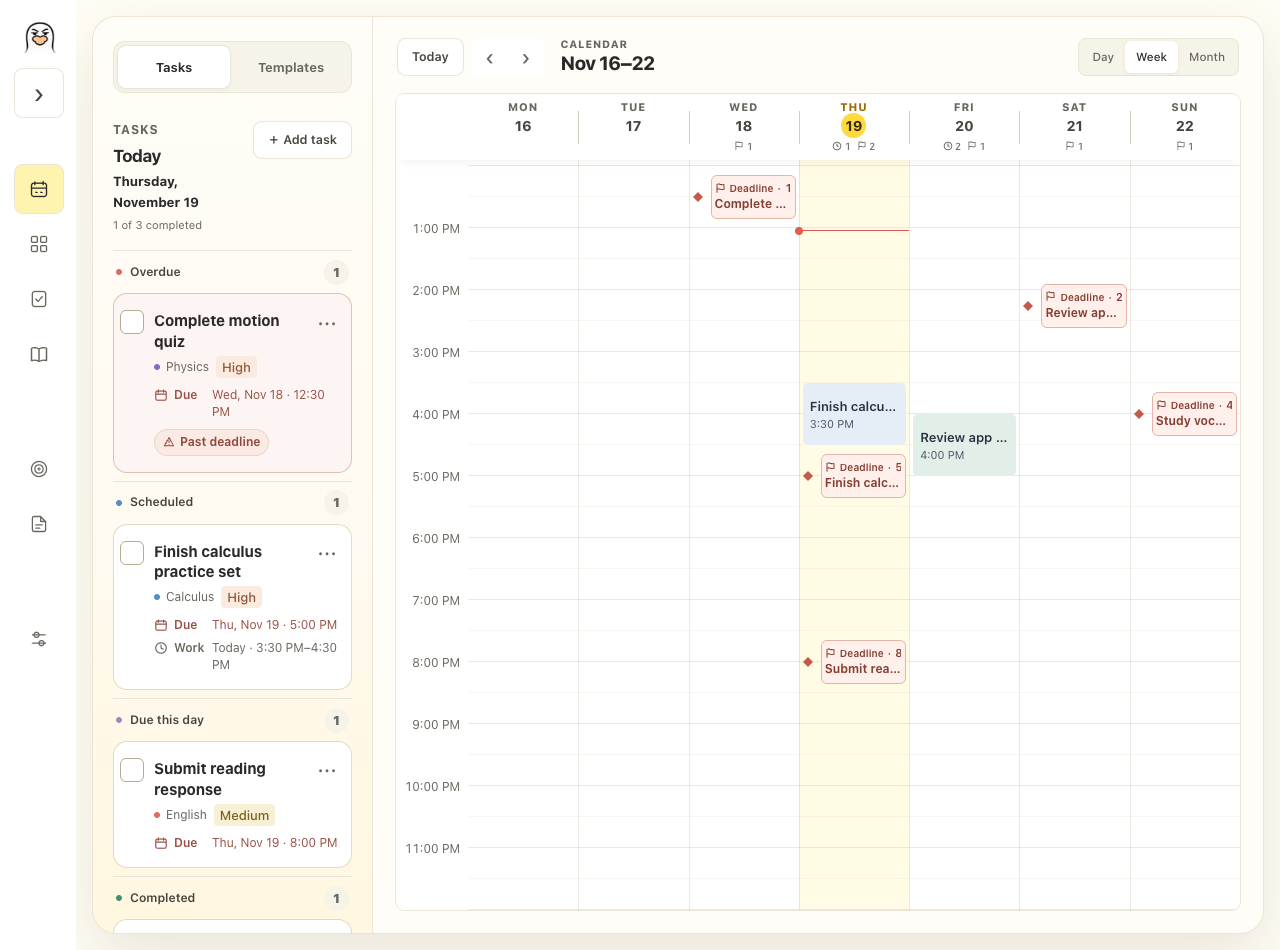 Tasks
Templates
TASKS
+ Add task
Today
Thursday,
November 19
1 of 3 completed
Overdue
1
Complete motion
quiz
Physics
High
Due
Wed, Nov 18 · 12:30
PM
Past deadline
Scheduled
1
Finish calculus
practice set
Calculus
High
Due
Thu, Nov 19 · 5:00 PM
Work
Today · 3:30 PM–4:30
PM
Due this day
1
Submit reading
response
English
Medium
Due
Thu, Nov 19 · 8:00 PM
Completed
1
Today
CALENDAR
Nov 16–22
Day
Week
Month
MON
16
TUE
17
WED
18
1
THU
19
1
2
FRI
20
2
1
SAT
21
1
SUN
22
1
1:00 PM
2:00 PM
3:00 PM
4:00 PM
5:00 PM
6:00 PM
7:00 PM
8:00 PM
9:00 PM
10:00 PM
11:00 PM
Deadline · 1
Complete ...
Finish calcu...
3:30 PM
Deadline · 5
Finish calc...
Deadline · 8
Submit rea...
Review app ...
4:00 PM
Deadline · 2
Review ap...
Deadline · 4
Study voc...